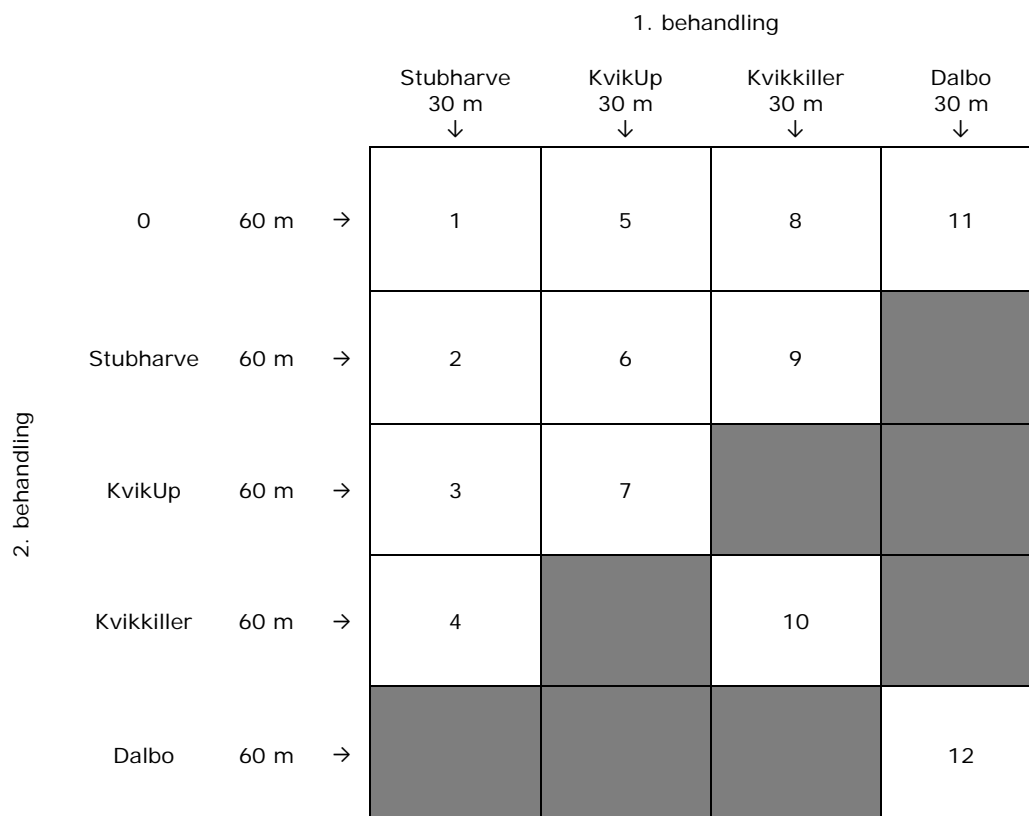 1. behandling
Stubharve KvikUp Kvikkiller Dalbo
30 m 30 m 30 m 30 m
↓ ↓ ↓ ↓
0 60 m → 1 5 8 11
Stubharve 60 m → 2 6 9
2. behandling
KvikUp 60 m → 3 7
Kvikkiller 60 m → 4 10
Dalbo 60 m → 12